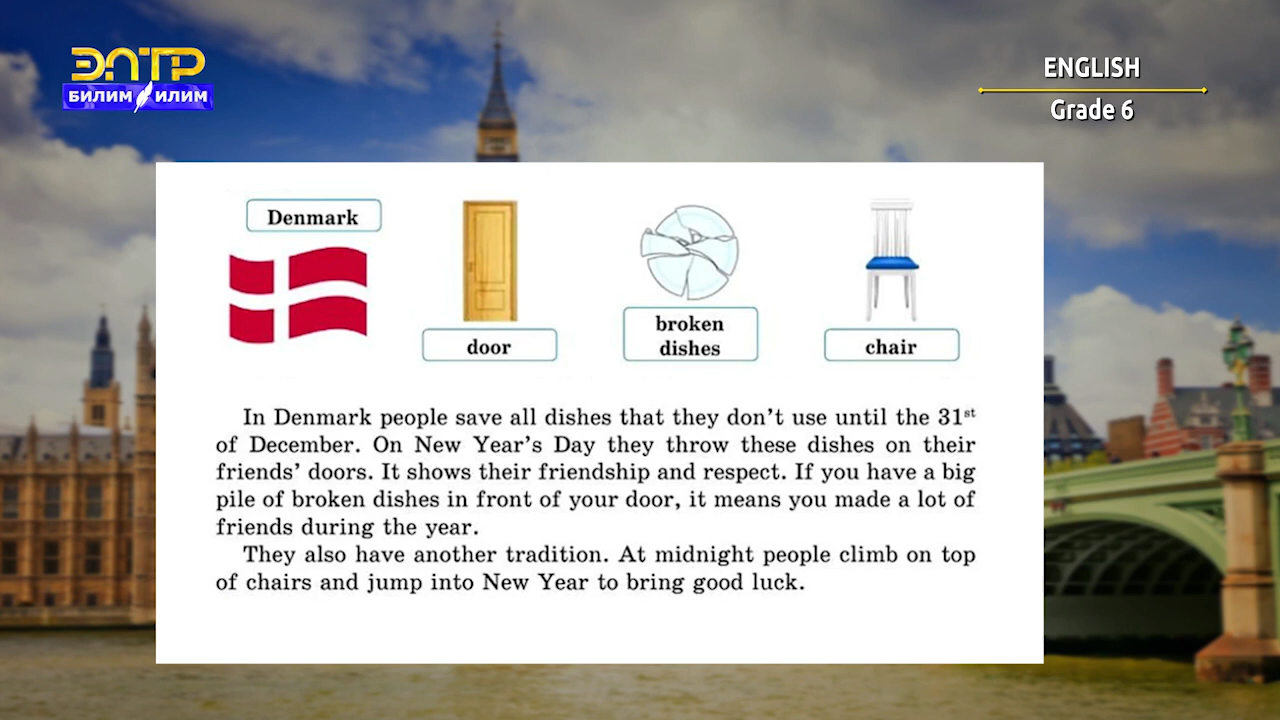 ЭЛТР
БИЛИМ ИЛИМ
ENGLISH
Grade 6
Denmark
door
broken
dishes
chair
In Denmark people save all dishes that they don’t use until the 31st
of December. On New Year’s Day they throw these dishes on their
friends’ doors. It shows their friendship and respect. If you have a big
pile of broken dishes in front of your door, it means you made a lot of
friends during the year.
They also have another tradition. At midnight people climb on top
of chairs and jump into New Year to bring good luck.